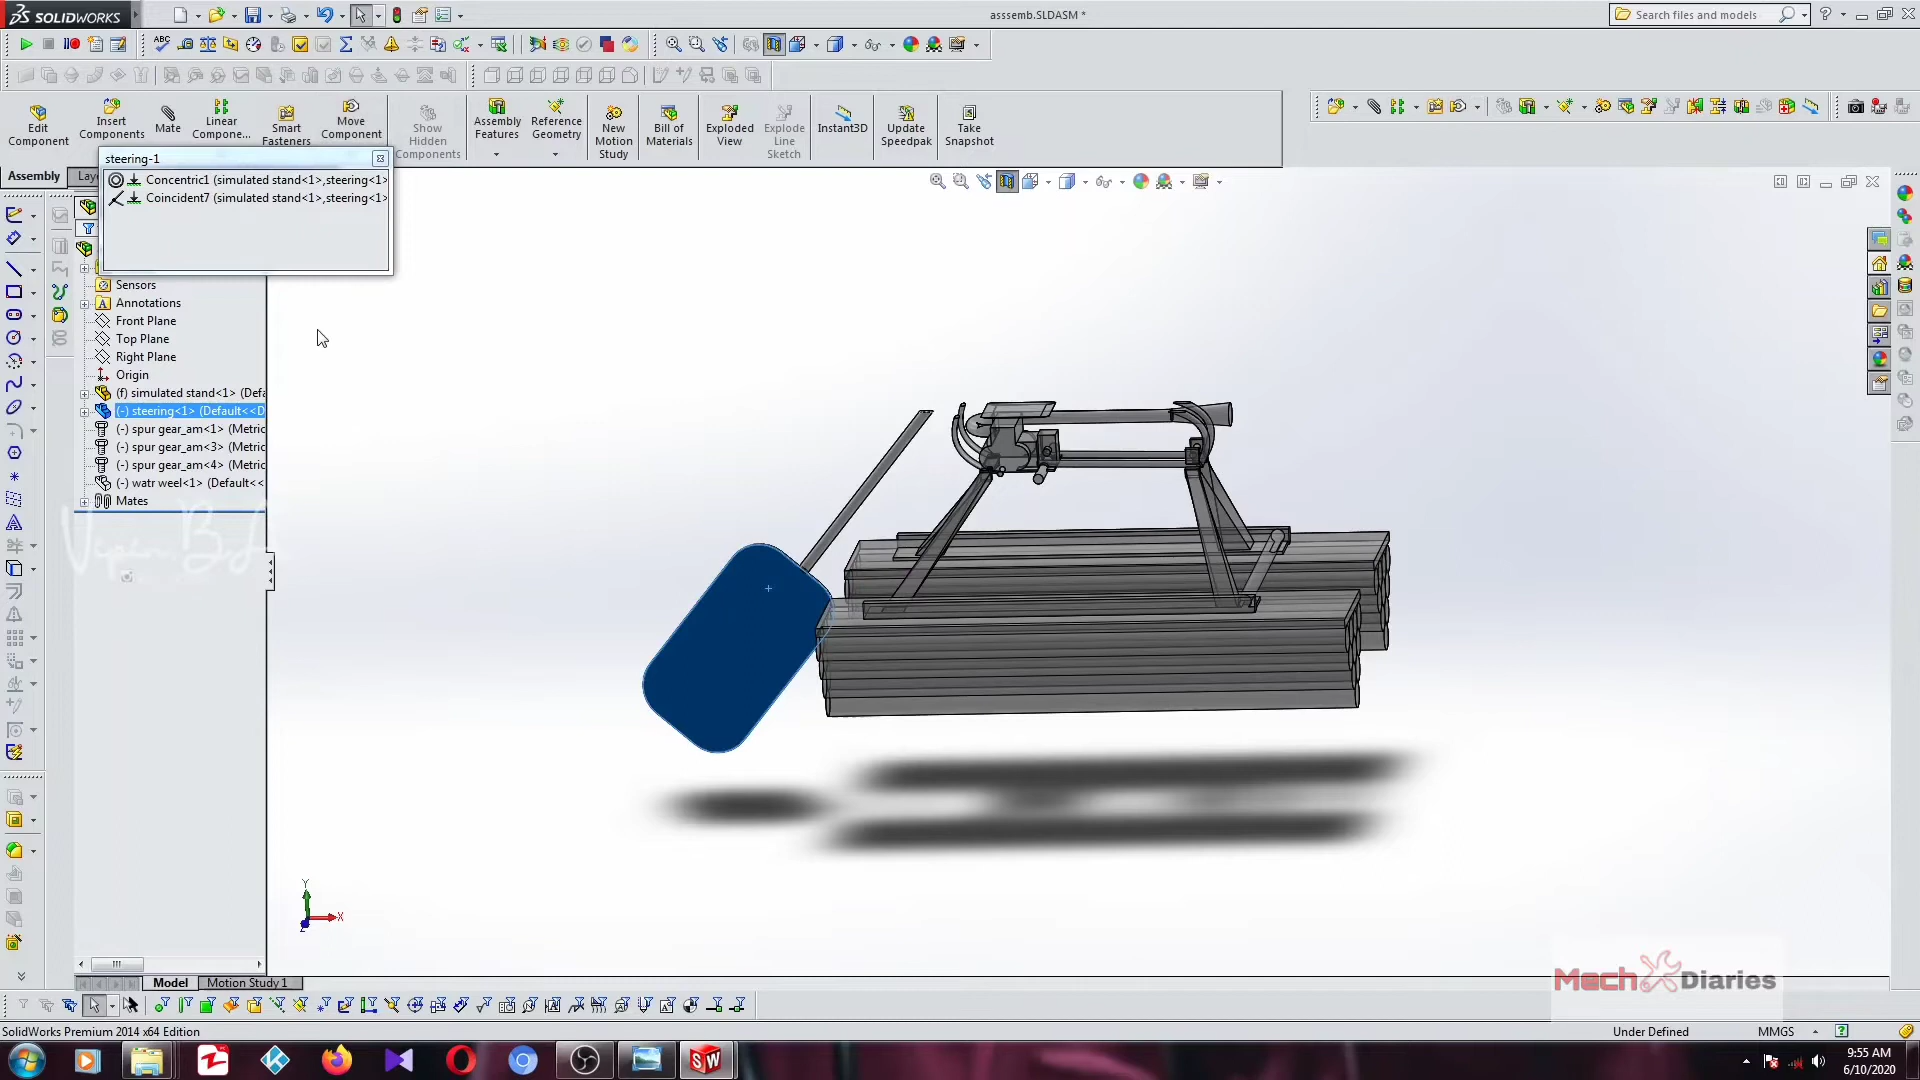 SOLIDWORKS
asssemb.SLDASM *
Search files and models
Edit Component
Insert Components
Mate
Linear Compone...
Smart Fasteners
Move Component
Show Hidden Components
Assembly Features
Reference Geometry
New Motion Study
Bill of Materials
Exploded View
Explode Line Sketch
Instant3D
Update Speedpak
Take Snapshot
steering-1
Concentric1 (simulated stand<1>,steering<1>
Coincident7 (simulated stand<1>,steering<1>
Assembly
Lay
Sensors
Annotations
Front Plane
Top Plane
Right Plane
Origin
(f) simulated stand<1> (Defa
(-) steering<1> (Default<<D
(-) spur gear_am<1> (Metric
(-) spur gear_am<3> (Metric
(-) spur gear_am<4> (Metric
(-) watr weel<1> (Default<<
Mates
Y
X
Z
Model
Motion Study 1
Mech Diaries
SolidWorks Premium 2014 x64 Edition
Under Defined
MMGS
9:55 AM
6/10/2020